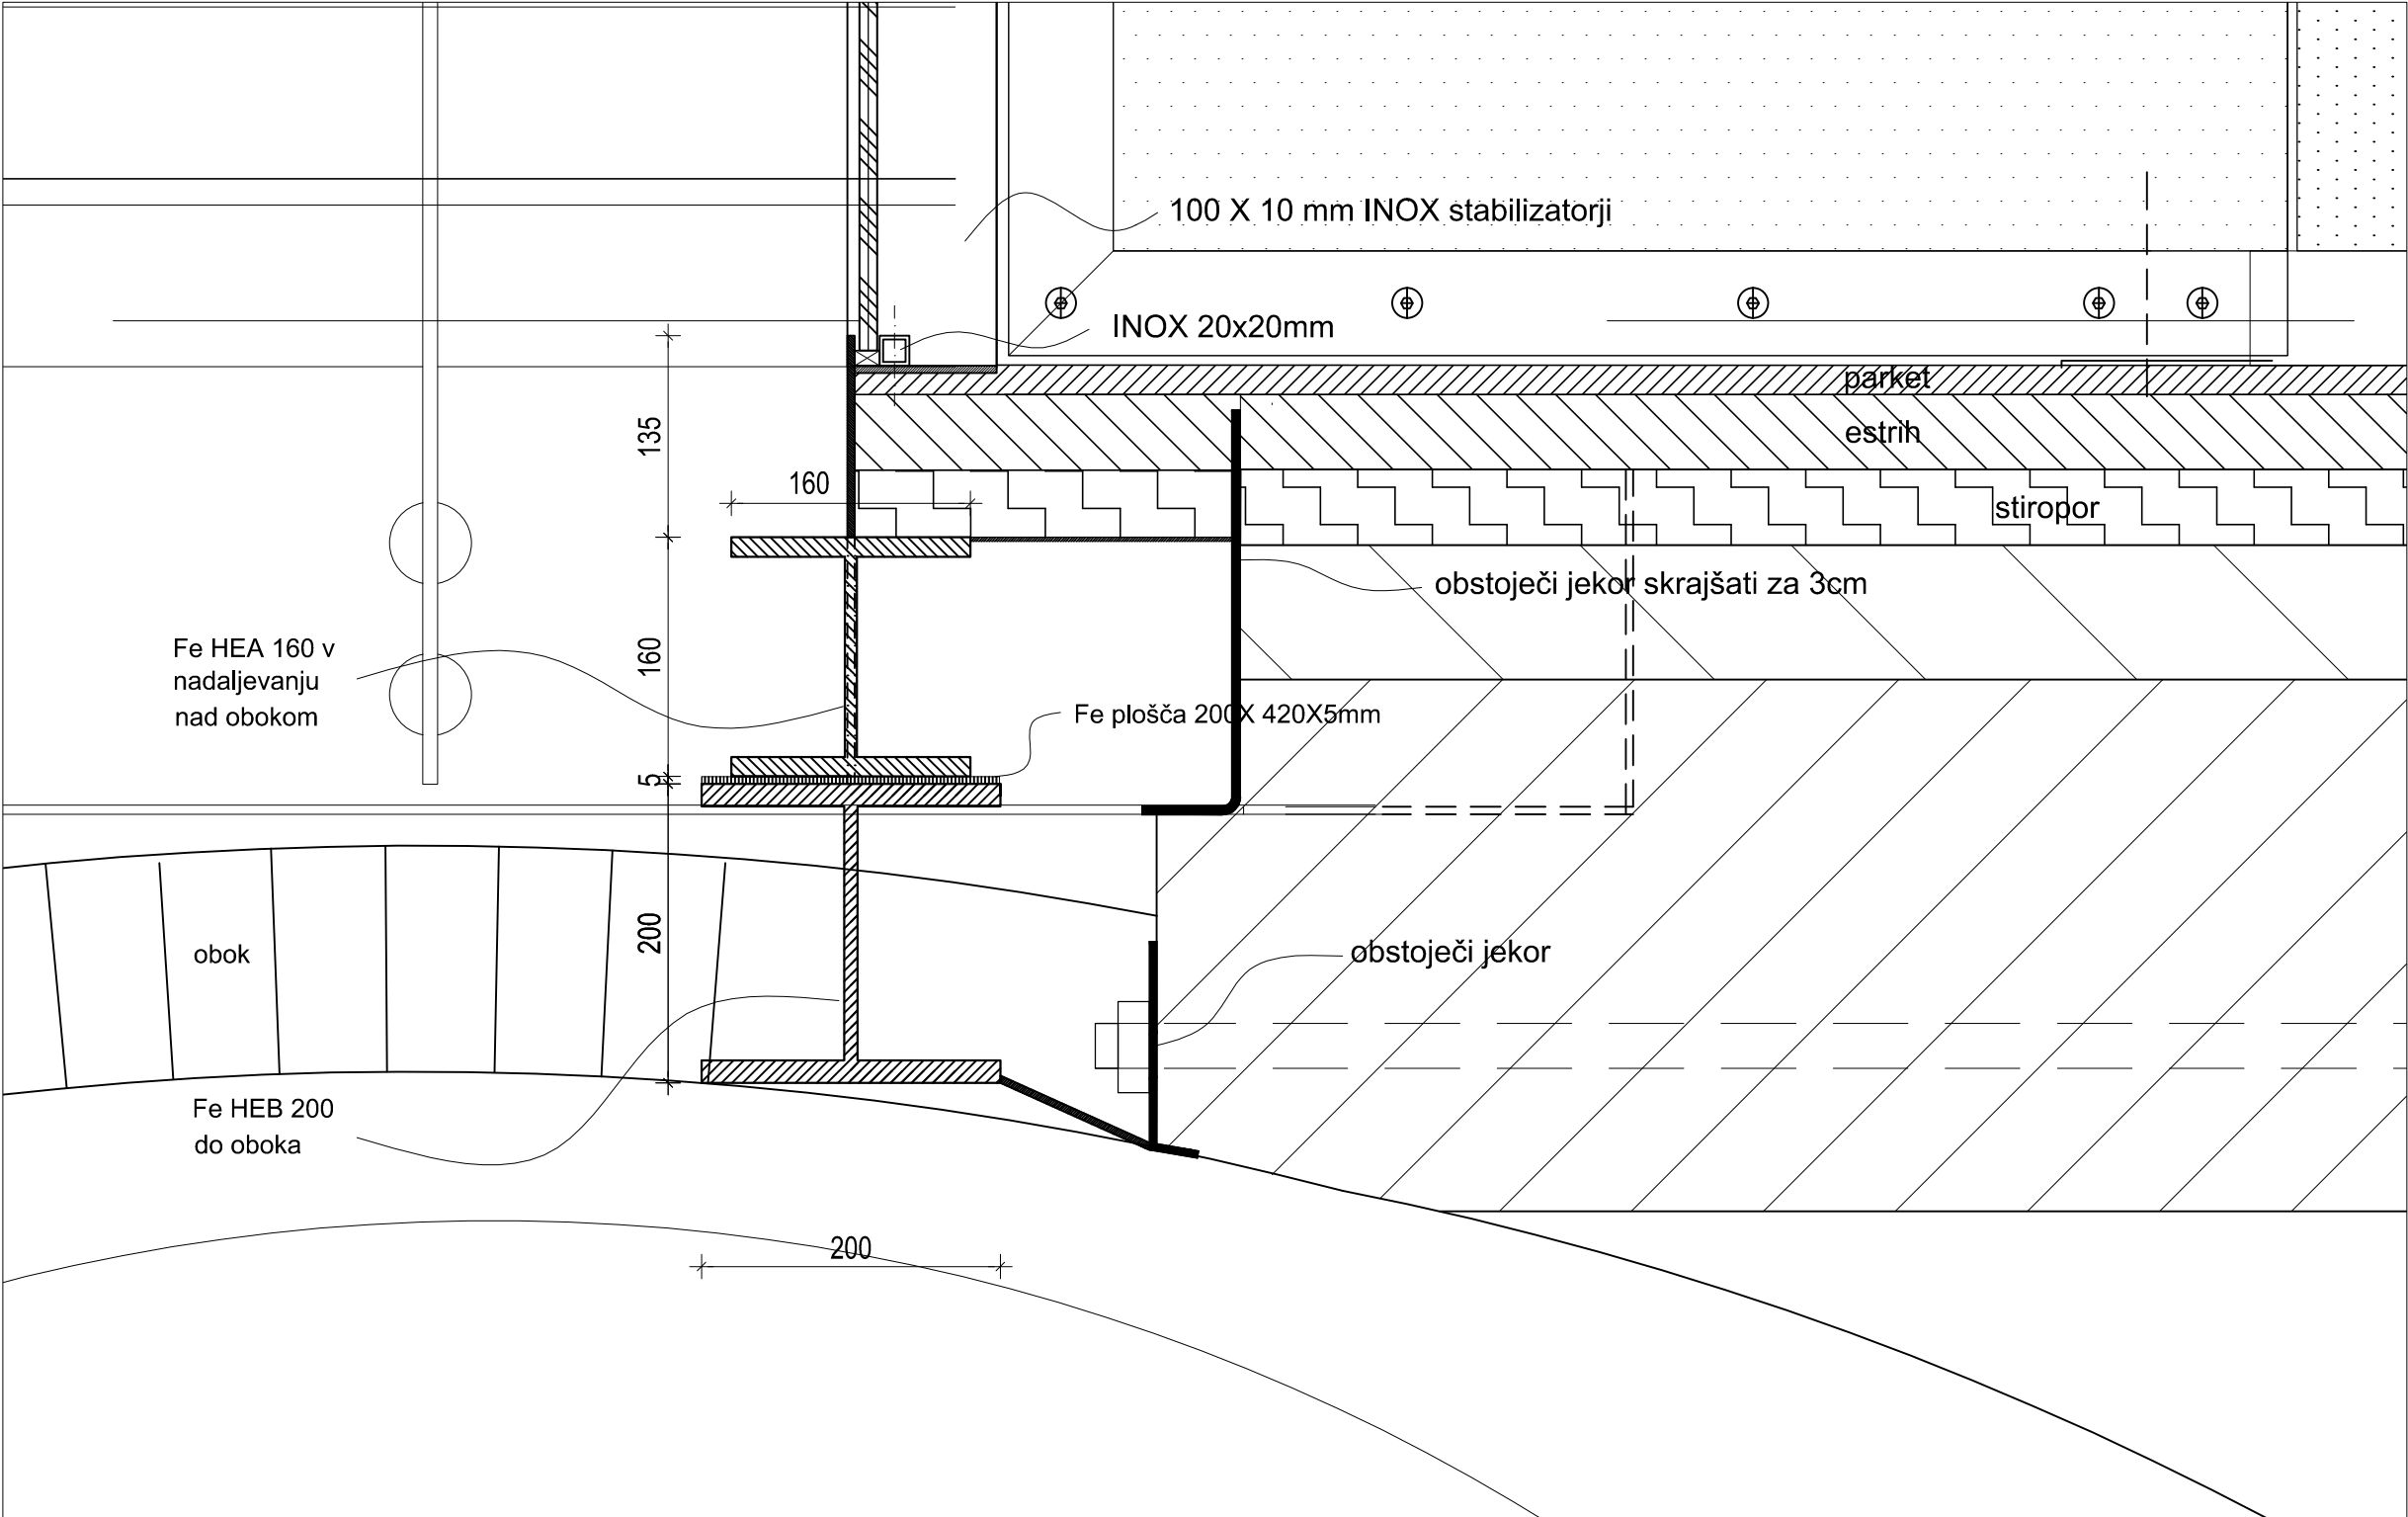 100 X 10 mm INOX stabilizatorji
INOX 20x20mm
parket
135
estrih
160
stiropor
obstoječi jekor skrajšati za 3cm
Fe HEA 160 v
nadaljevanju
nad obokom
160
Fe plošča 200X 420X5mm
5
200
obok
obstoječi jekor
Fe HEB 200
do oboka
200